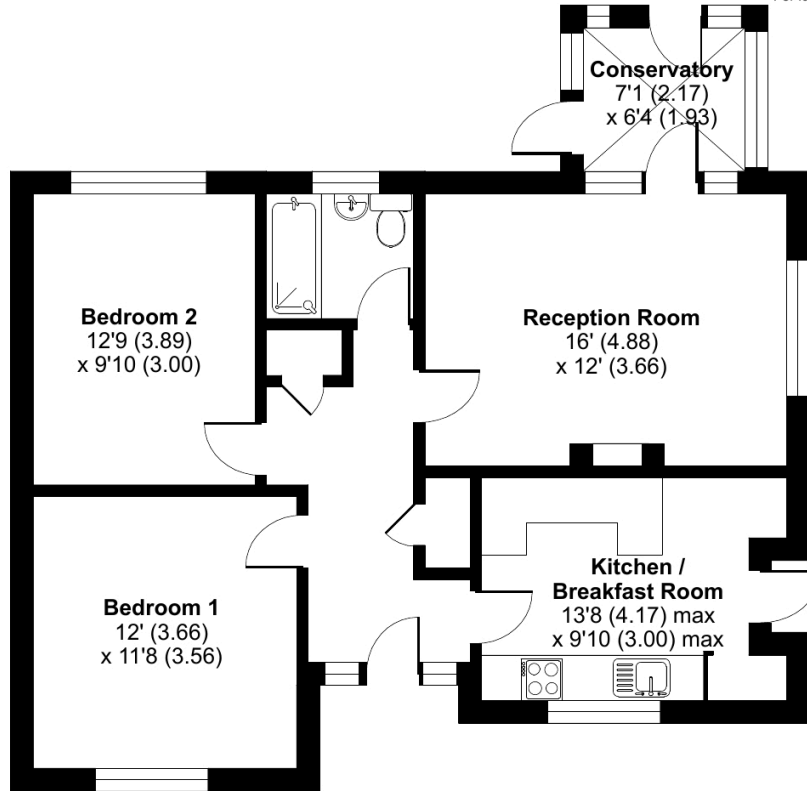 Conservatory
7'1 (2.17)
x 6'4 (1.93)
Bedroom 2
12'9 (3.89)
x 9'10 (3.00)
Reception Room
16' (4.88)
x 12' (3.66)
Bedroom 1
12' (3.66)
x 11'8 (3.56)
Kitchen /
Breakfast Room
13'8 (4.17) max
x 9'10 (3.00) max